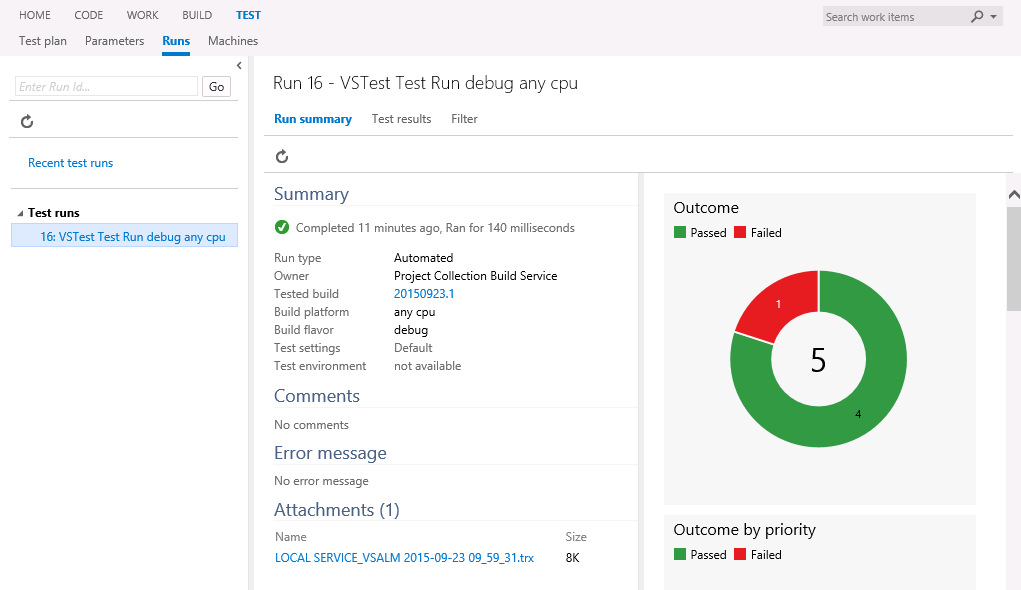 HOME CODE WORK BUILD TEST
Search work items
Test plan Parameters Runs Machines
Enter Run Id... Go
Recent test runs
Test runs
16: VSTest Test Run debug any cpu
Run 16 - VSTest Test Run debug any cpu
Run summary Test results Filter
Summary
Completed 11 minutes ago, Ran for 140 milliseconds
Run type Automated
Owner Project Collection Build Service
Tested build 20150923.1
Build platform any cpu
Build flavor debug
Test settings Default
Test environment not available
Comments
No comments
Error message
No error message
Attachments (1)
Name Size
LOCAL SERVICE_VSALM 2015-09-23 09_59_31.trx 8K
Outcome
Passed Failed
1
5
4
Outcome by priority
Passed Failed